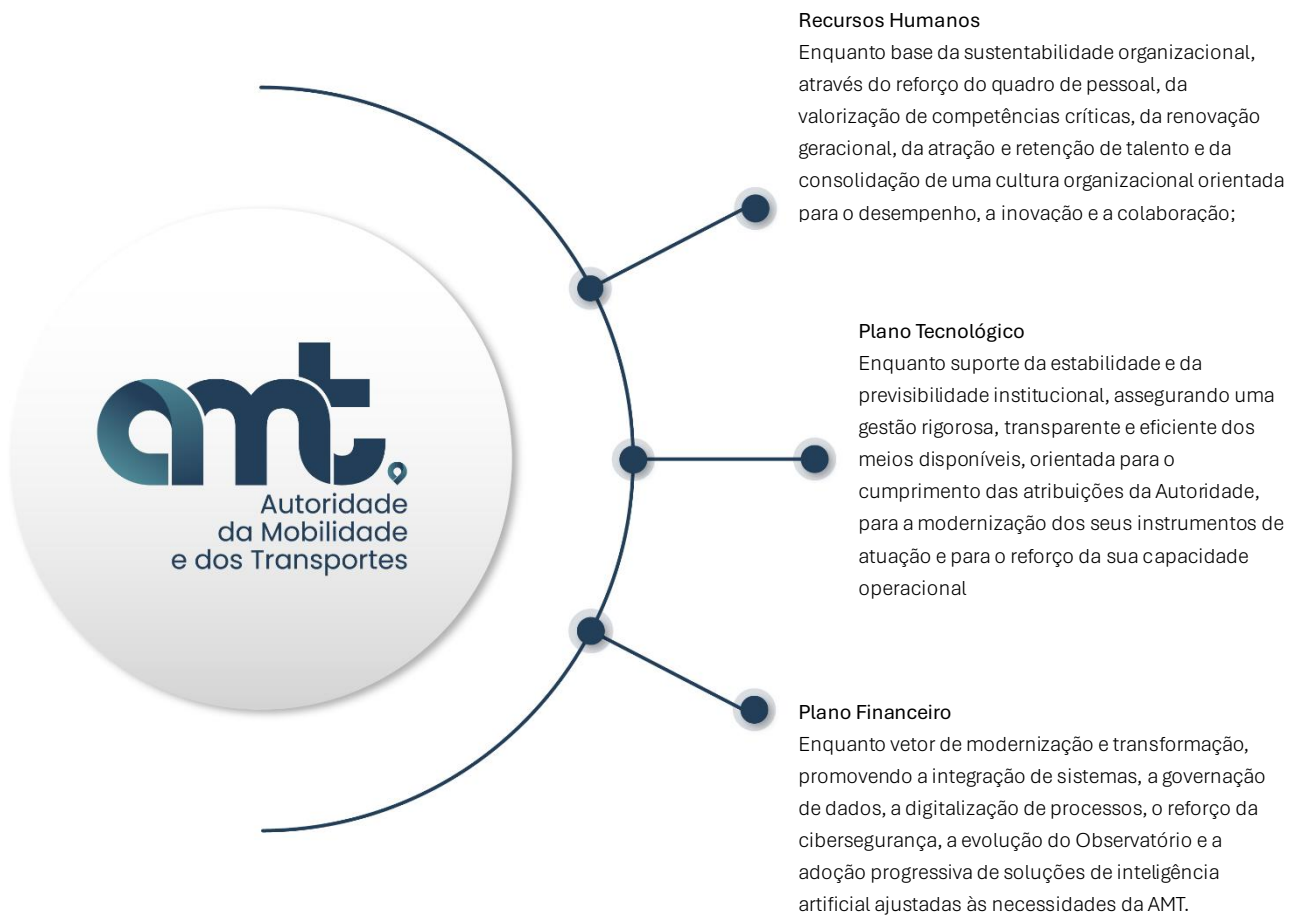 amt
Autoridade
da Mobilidade
e dos Transportes
Recursos Humanos
Enquanto base da sustentabilidade organizacional,
através do reforço do quadro de pessoal, da
valorização de competências críticas, da renovação
geracional, da atração e retenção de talento e da
consolidação de uma cultura organizacional orientada
para o desempenho, a inovação e a colaboração;
Plano Tecnológico
Enquanto suporte da estabilidade e da
previsibilidade institucional, assegurando uma
gestão rigorosa, transparente e eficiente dos
meios disponíveis, orientada para o
cumprimento das atribuições da Autoridade,
para a modernização dos seus instrumentos de
atuação e para o reforço da sua capacidade
operacional
Plano Financeiro
Enquanto vetor de modernização e transformação,
promovendo a integração de sistemas, a governação
de dados, a digitalização de processos, o reforço da
cibersegurança, a evolução do Observatório e a
adoção progressiva de soluções de inteligência
artificial ajustadas às necessidades da AMT.